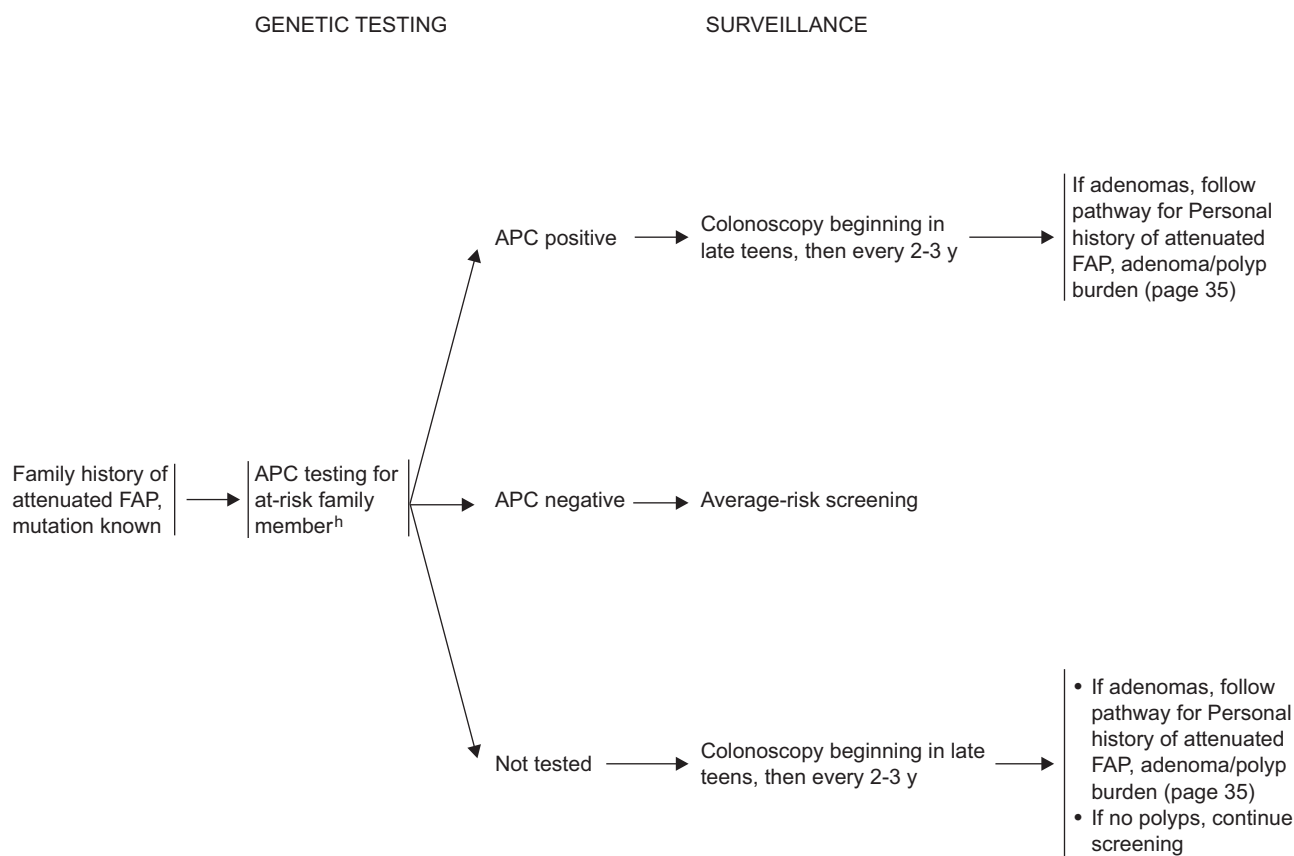 GENETIC TESTING
SURVEILLANCE
Family history of
attenuated FAP,
mutation known
APC testing for
at-risk family
memberh
APC positive
Colonoscopy beginning in
late teens, then every 2-3 y
If adenomas, follow
pathway for Personal
history of attenuated
FAP, adenoma/polyp
burden (page 35)
APC negative
Average-risk screening
Not tested
Colonoscopy beginning in late
teens, then every 2-3 y
• If adenomas, follow
pathway for Personal
history of attenuated
FAP, adenoma/polyp
burden (page 35)
• If no polyps, continue
screening